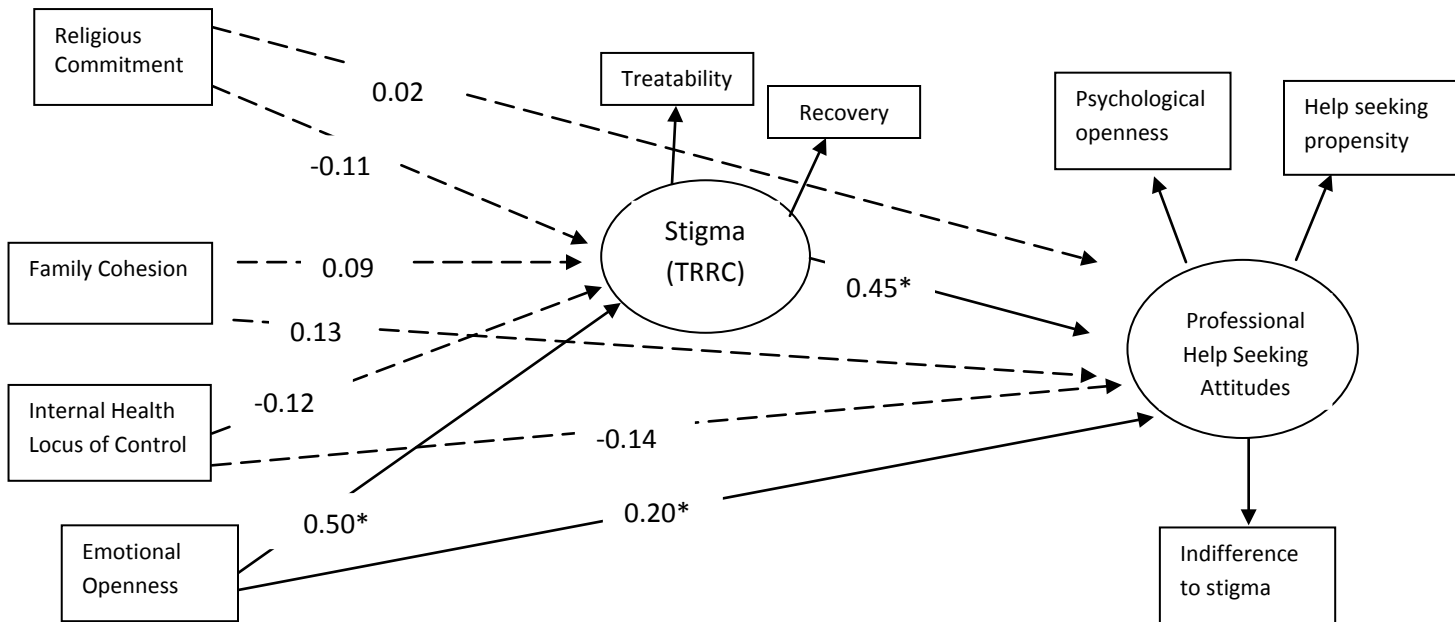 Religious
Commitment
0.02
-0.11
Treatability
Recovery
Psychological
openness
Help seeking
propensity
Family Cohesion
0.09
Stigma
(TRRC)
0.45*
0.13
Professional
Help Seeking
Attitudes
Internal Health
Locus of Control
-0.12
-0.14
0.50*
0.20*
Emotional
Openness
Indifference
to stigma